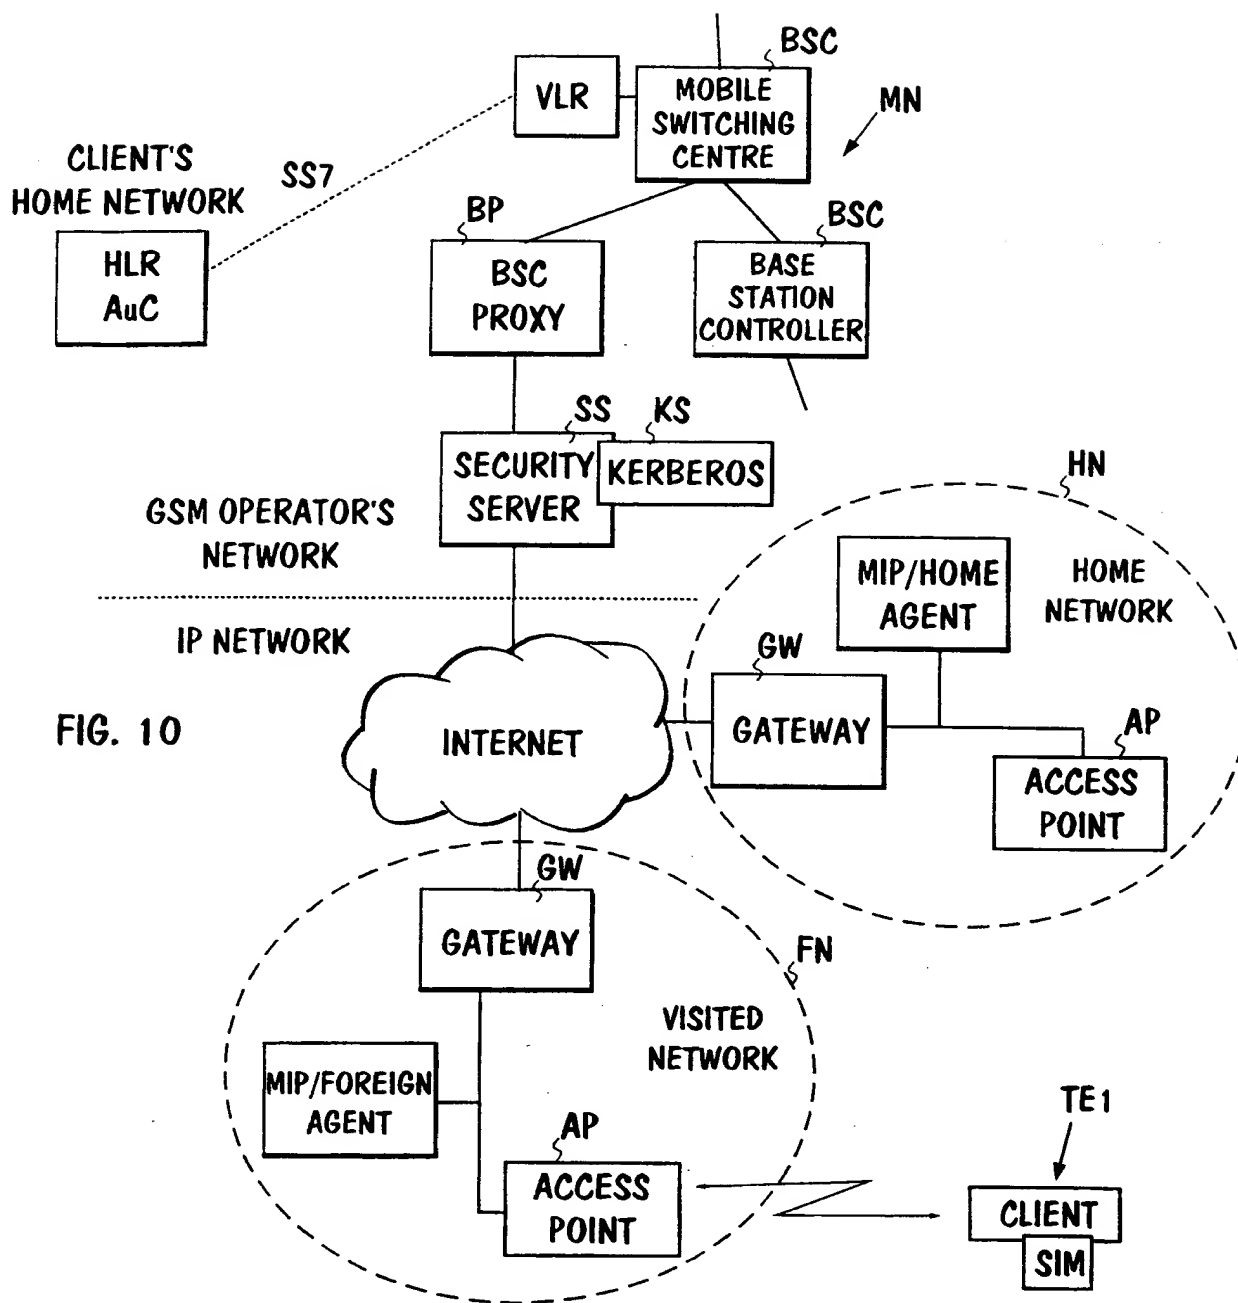 BSC
VLR
MOBILE
SWITCHING
CENTRE
MN
CLIENT'S
HOME NETWORK
SS7
BP
BSC
HLR
AuC
BSC
PROXY
BASE
STATION
CONTROLLER
SS
KS
SECURITY
SERVER
KERBEROS
HN
GSM OPERATOR'S
NETWORK
MIP/HOME
AGENT
HOME
NETWORK
IP NETWORK
GW
FIG. 10
INTERNET
GATEWAY
AP
ACCESS
POINT
GW
GATEWAY
FN
VISITED
NETWORK
MIP/FOREIGN
AGENT
AP
TE1
ACCESS
POINT
CLIENT
SIM